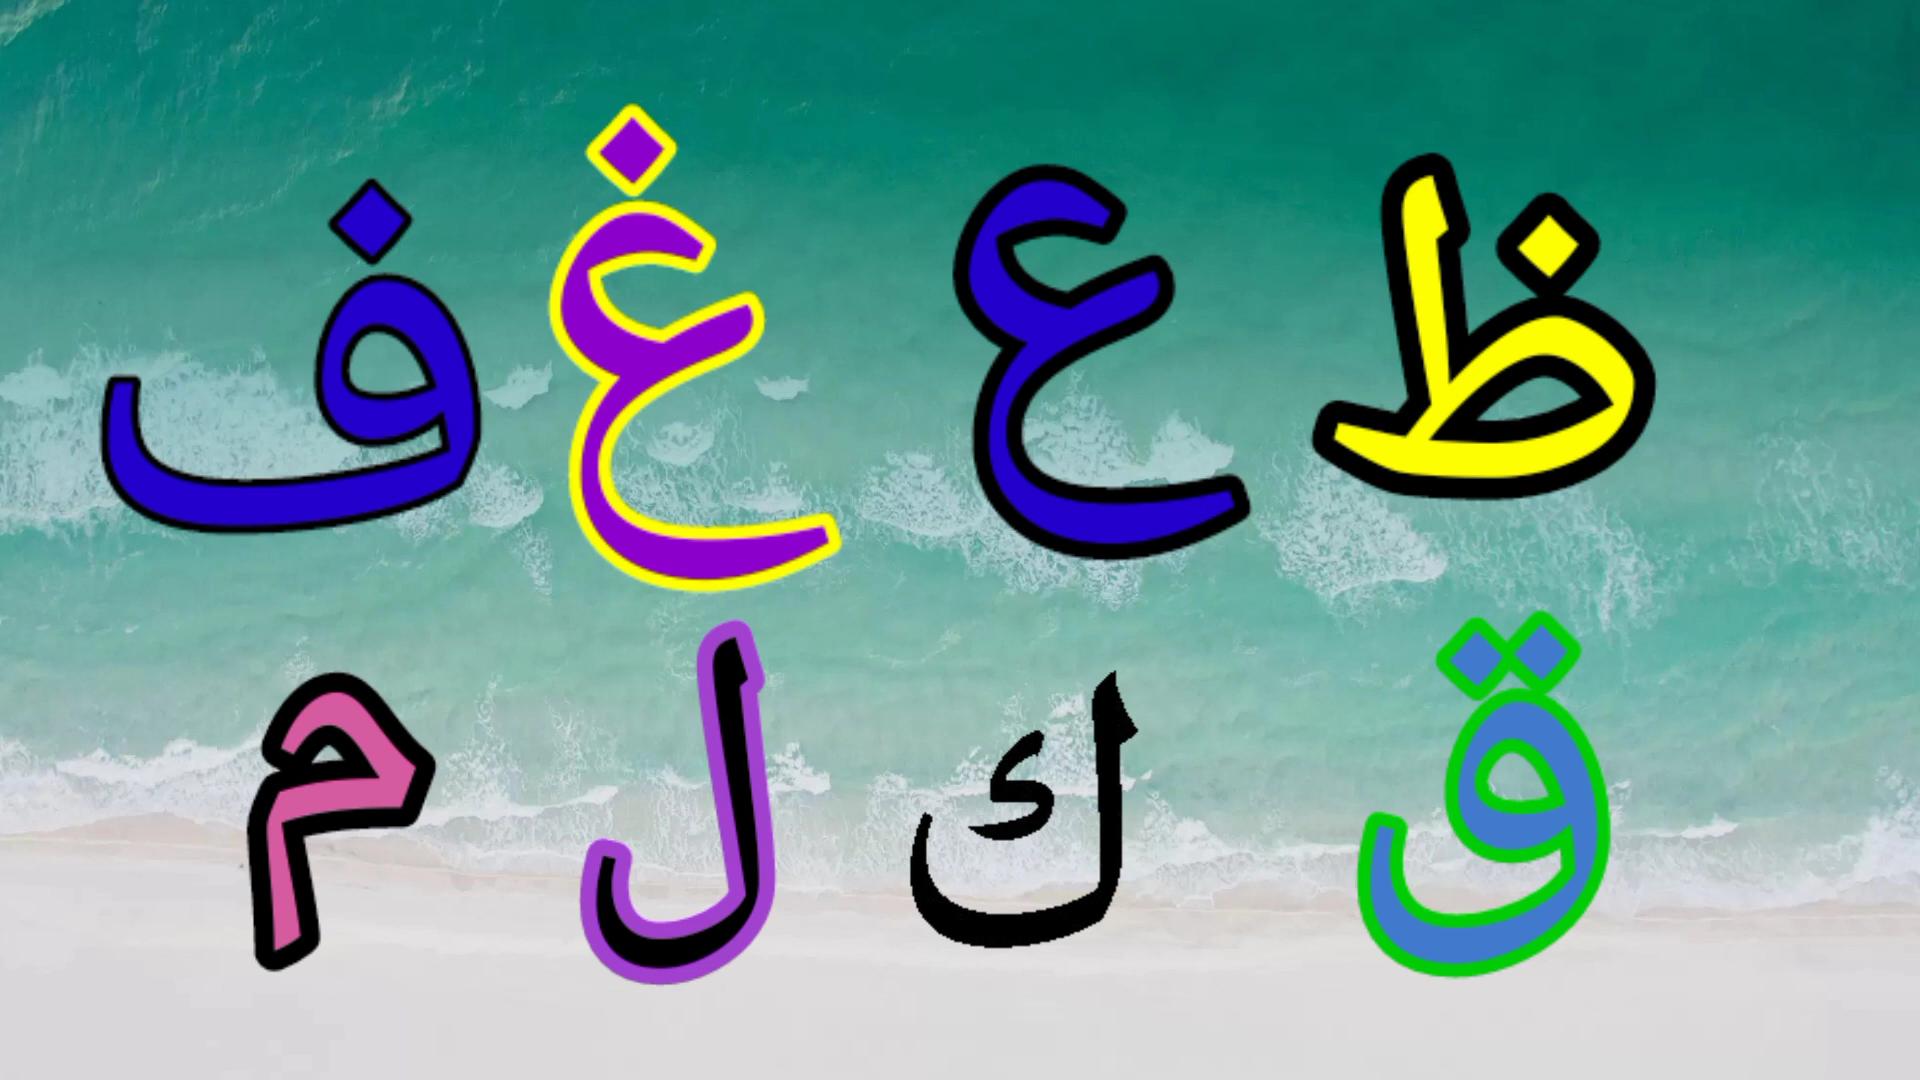 ظ ع غ ف
ق ك ل م